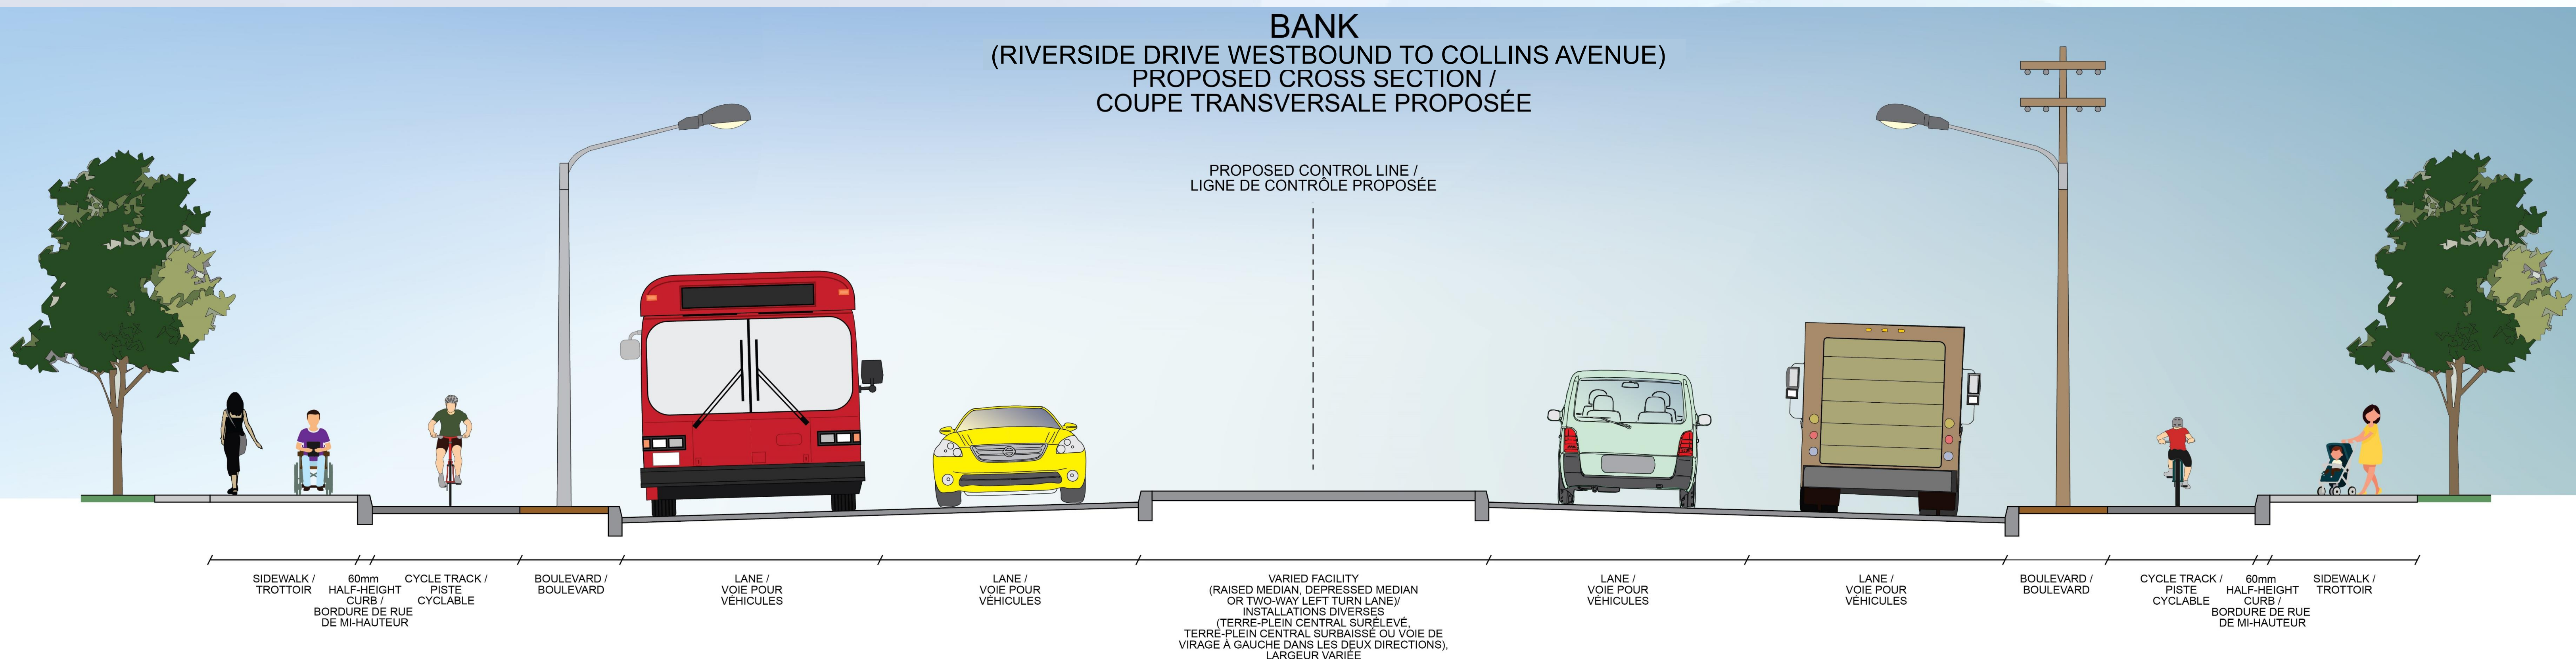 BANK
(RIVERSIDE DRIVE WESTBOUND TO COLLINS AVENUE)
PROPOSED CROSS SECTION /
COUPE TRANSVERSALE PROPOSÉE
PROPOSED CONTROL LINE /
LIGNE DE CONTRÔLE PROPOSÉE
SIDEWALK /
TROTTOIR
60mm
HALF-HEIGHT
CURB /
BORDURE DE RUE
DE MI-HAUTEUR
CYCLE TRACK /
PISTE
CYCLABLE
BOULEVARD /
BOULEVARD
LANE /
VOIE POUR
VÉHICULES
LANE /
VOIE POUR
VÉHICULES
VARIED FACILITY
(RAISED MEDIAN, DEPRESSED MEDIAN
OR TWO-WAY LEFT TURN LANE)/
INSTALLATIONS DIVERSES
(TERRE-PLEIN CENTRAL SURÉLEVÉ,
TERRE-PLEIN CENTRAL SURBAISSÉ OU VOIE DE
VIRAGE À GAUCHE DANS LES DEUX DIRECTIONS),
LARGEUR VARIÉE
LANE /
VOIE POUR
VÉHICULES
LANE /
VOIE POUR
VÉHICULES
BOULEVARD /
BOULEVARD
CYCLE TRACK /
PISTE
CYCLABLE
60mm
HALF-HEIGHT
CURB /
BORDURE DE RUE
DE MI-HAUTEUR
SIDEWALK /
TROTTOIR